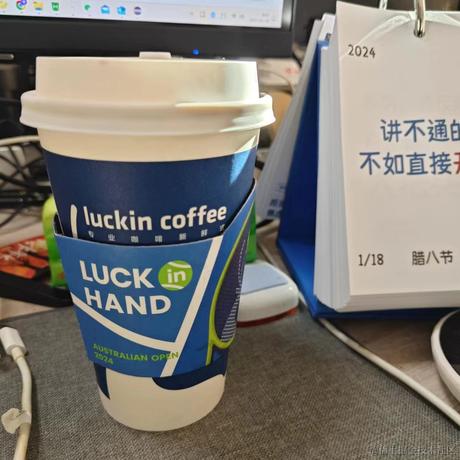 luckin coffee
专业咖啡新鲜式
LUCK in
HAND
AUSTRALIAN OPEN
2024
2024
讲不通的
不如直接开
1/18 腊八节